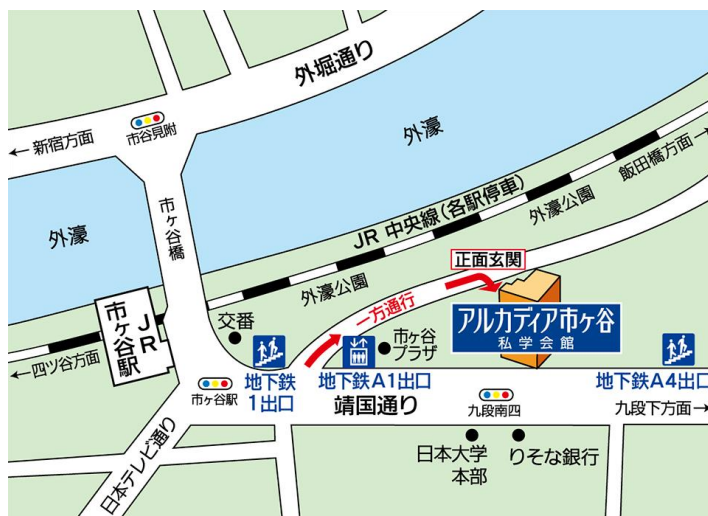 外堀通り
← 新宿方面
市谷見附
外濠
飯田橋方面 →
市ヶ谷橋
外濠
JR 中央線(各駅停車)
外濠公園
正面玄関
外濠公園
一方通行
アルカディア市ヶ谷
私学会館
JR
市ヶ谷駅
交番
市ヶ谷
プラザ
←四ツ谷方面
地下鉄
1出口
地下鉄A1出口
地下鉄A4出口
市ヶ谷駅
靖国通り
九段南四
九段下方面→
日本テレビ通り
日本大学
本部
りそな銀行